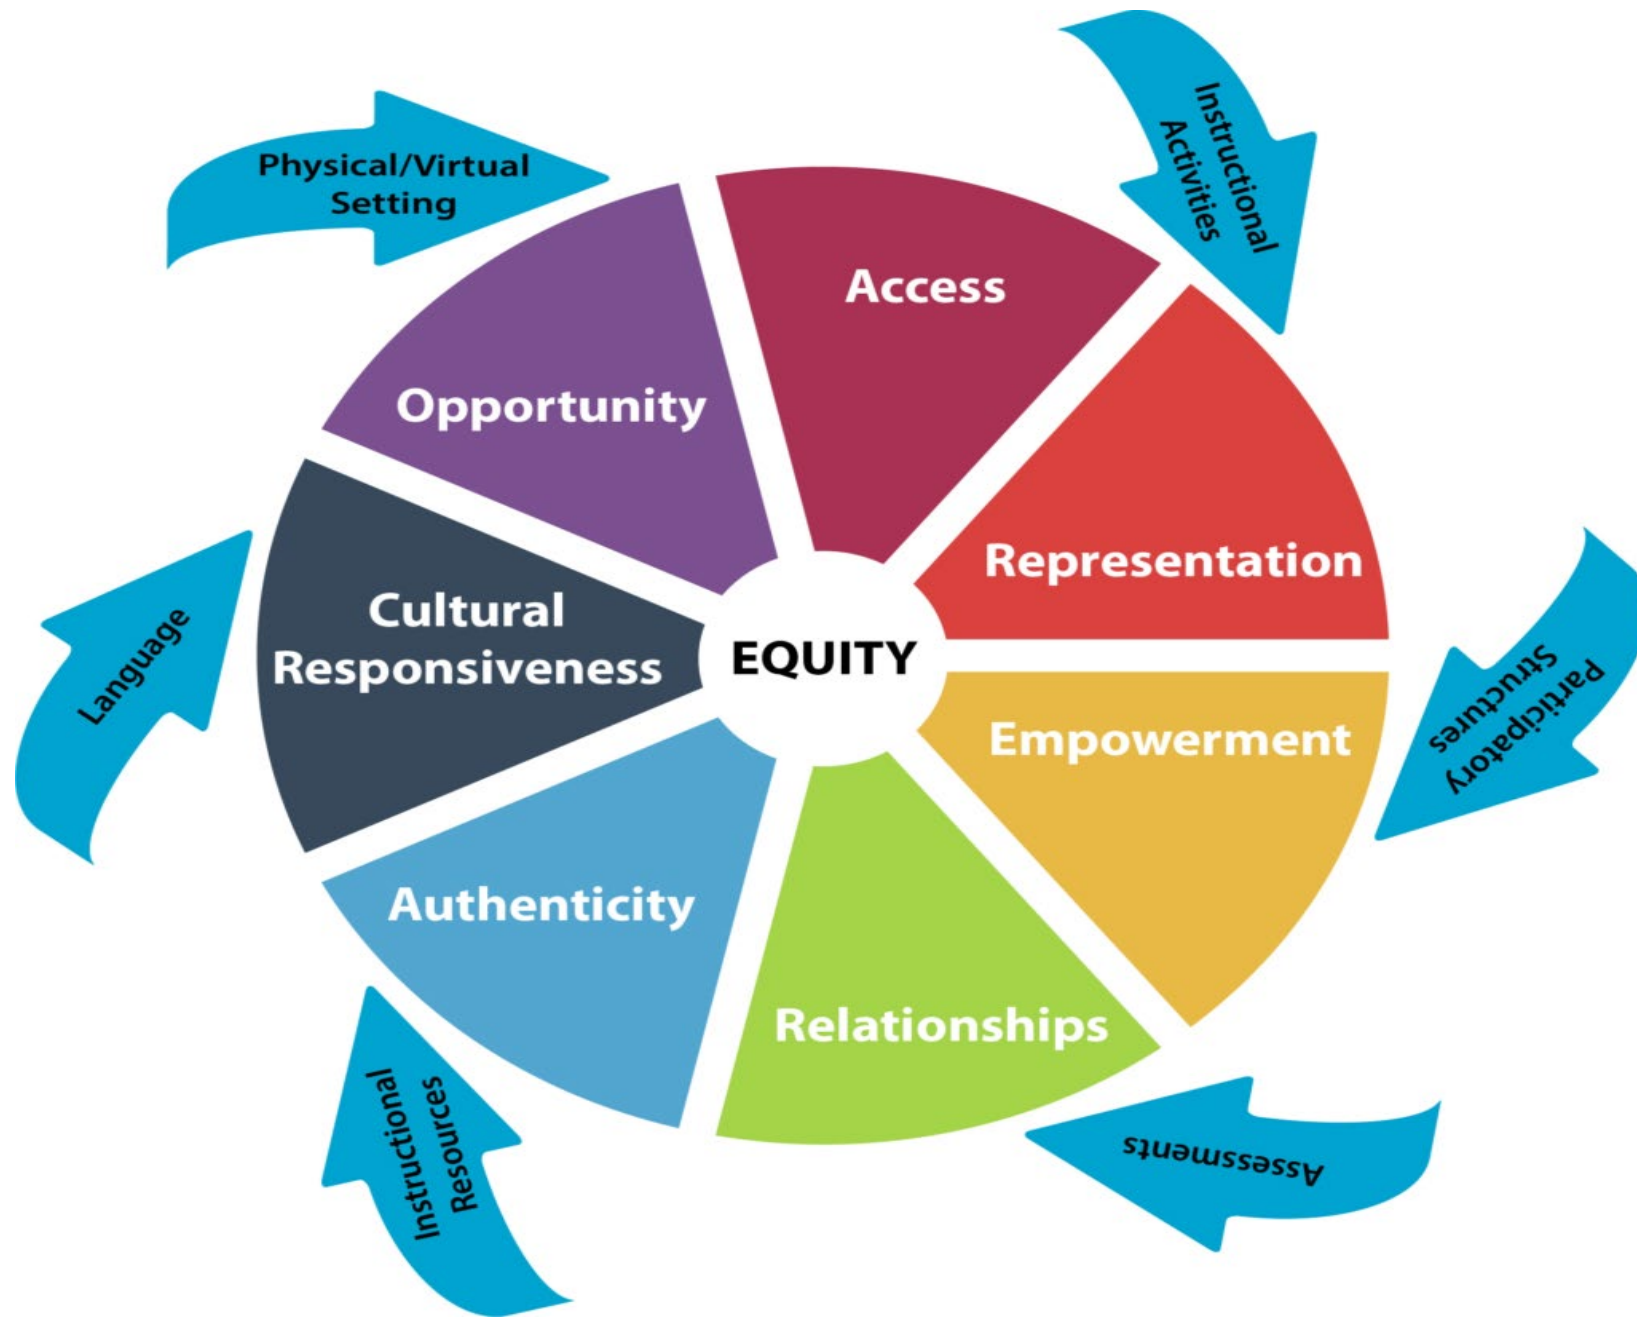 Physical/Virtual
Setting
Instructional
Activities
Access
Opportunity
Representation
Cultural
Responsiveness
EQUITY
Language
Participatory
Structures
Empowerment
Authenticity
Relationships
Instructional
Resources
Assessments